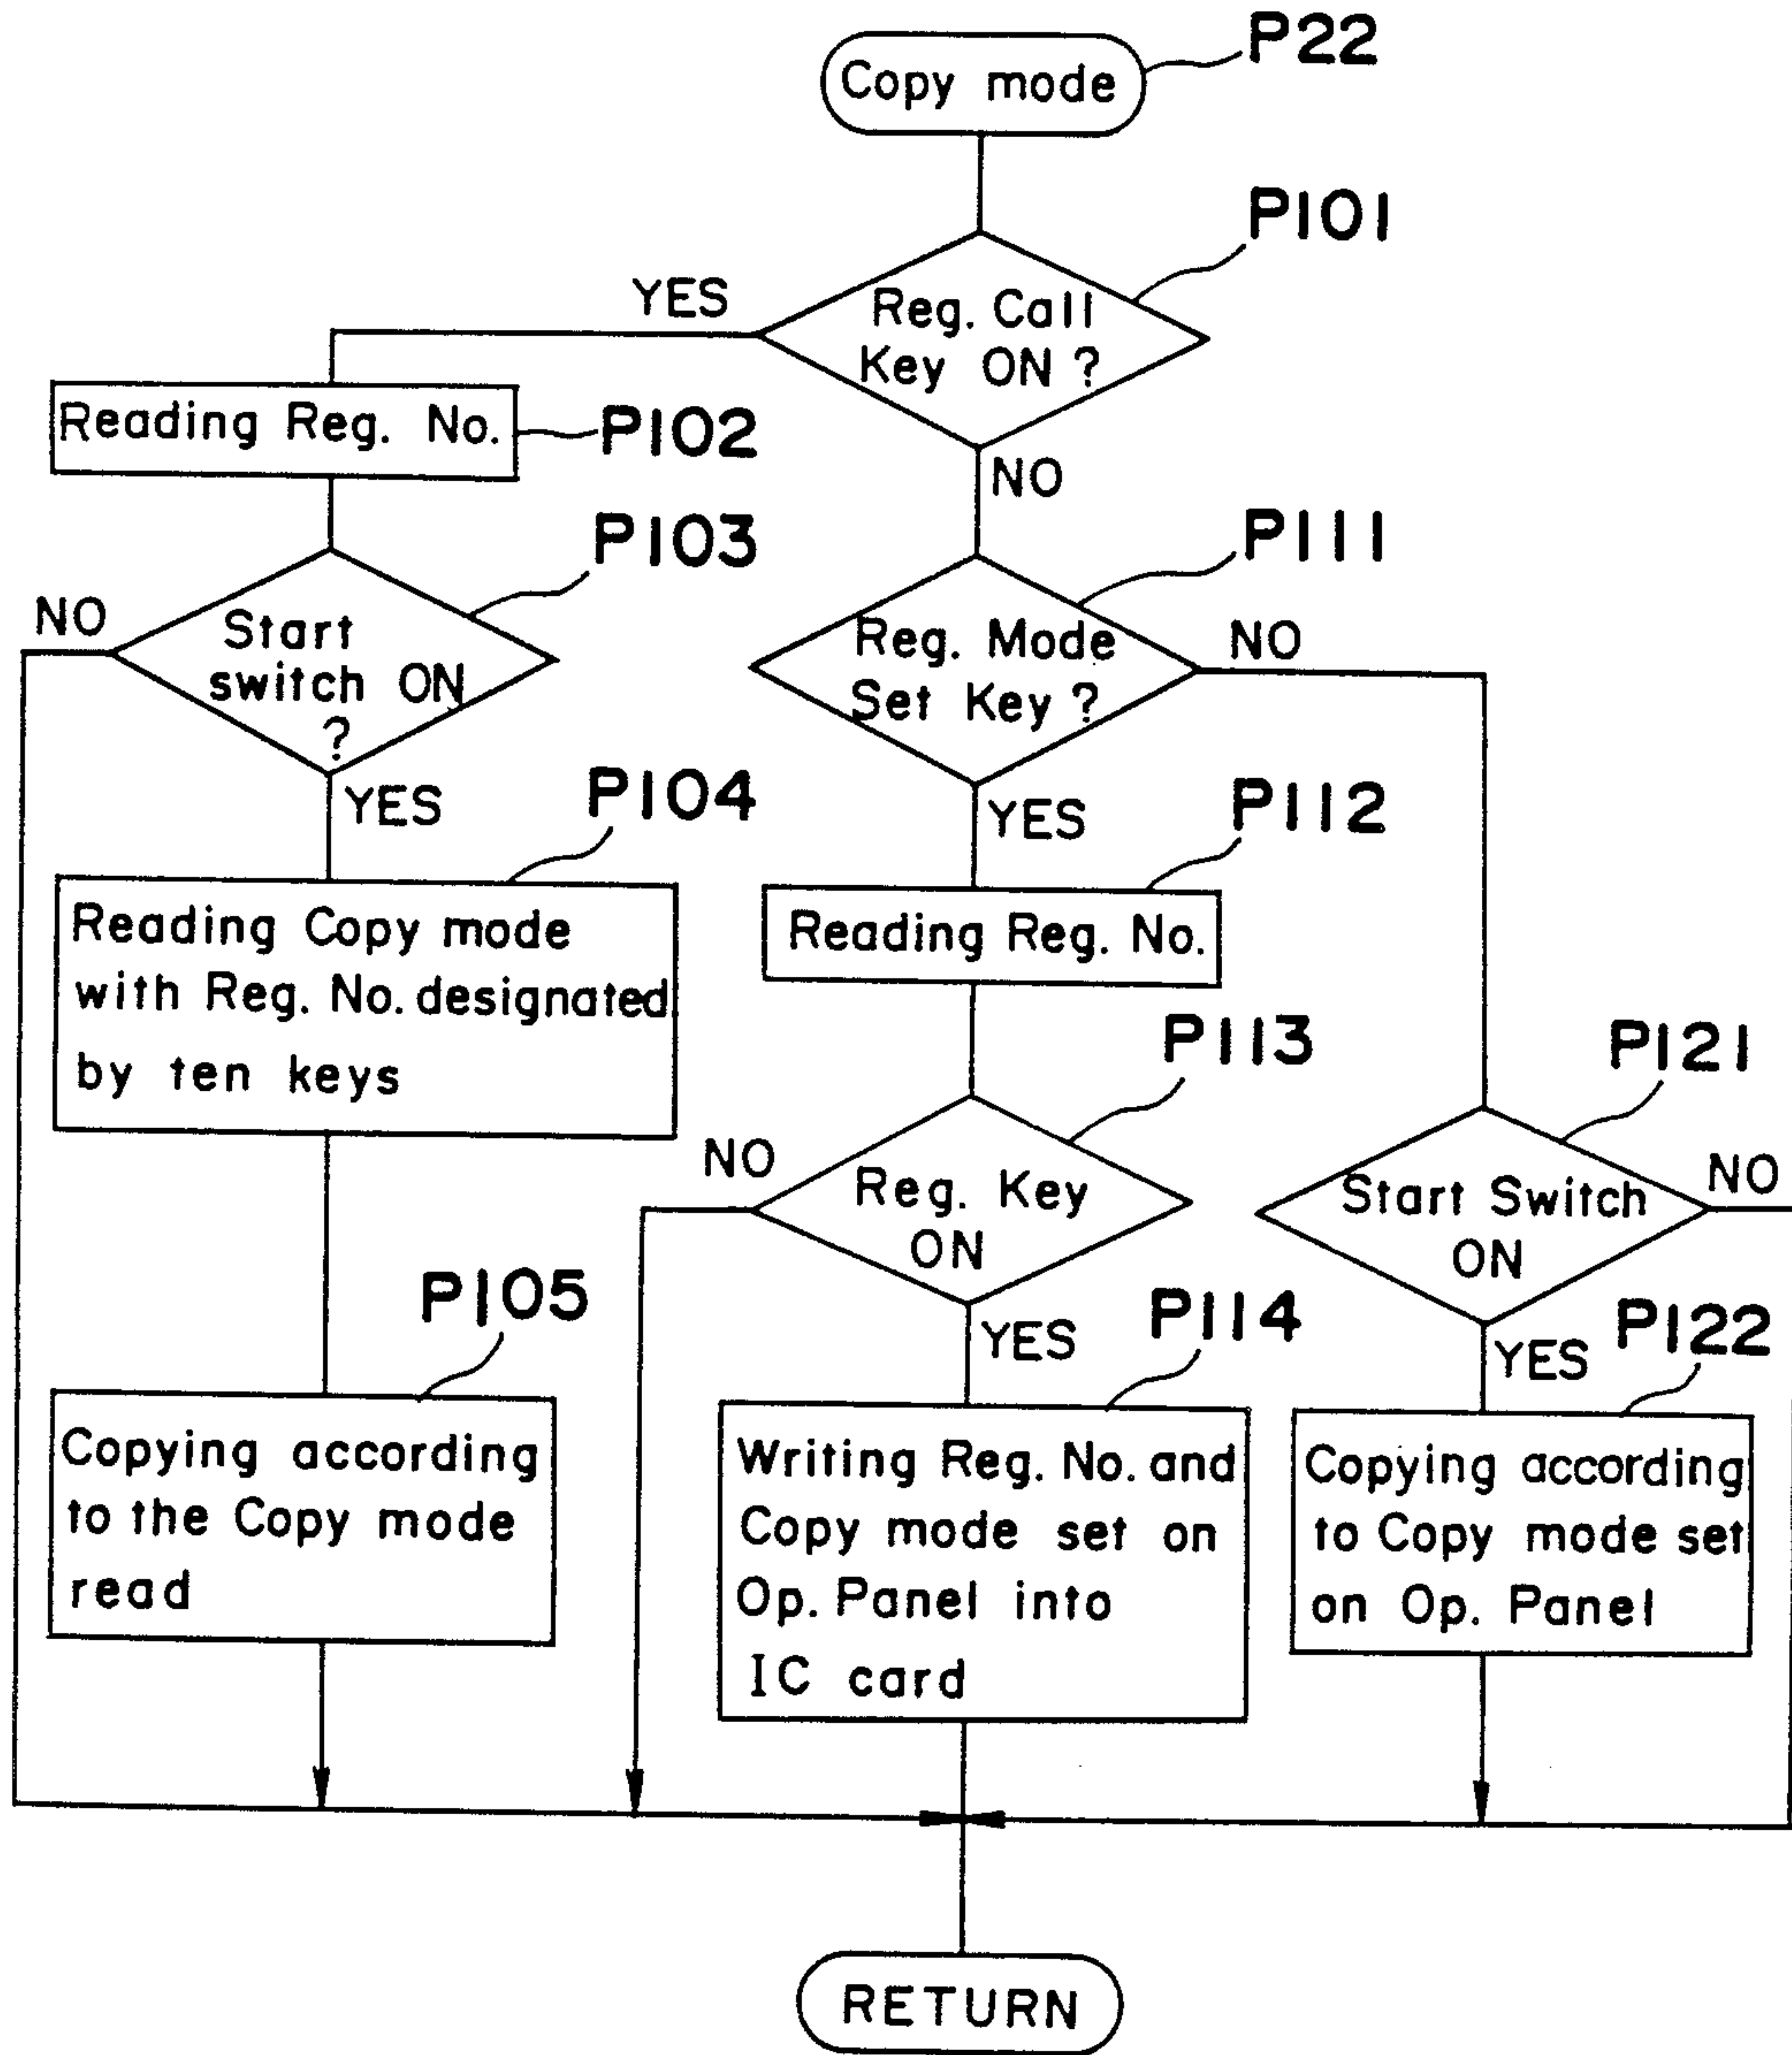 Copy mode
P22
P101
YES
Reg. Call
Key ON ?
NO
Reading Reg. No.
P102
P103
NO
Start
switch ON
?
YES
P111
Reg. Mode
Set Key ?
NO
YES
P104
Reading Copy mode
with Reg. No. designated
by ten keys
P112
Reading Reg. No.
P113
NO
Reg. Key
ON
YES
P121
Start Switch
ON
NO
YES
P105
Copying according
to the Copy mode
read
P114
Writing Reg. No. and
Copy mode set on
Op. Panel into
IC card
P122
Copying according
to Copy mode set
on Op. Panel
RETURN